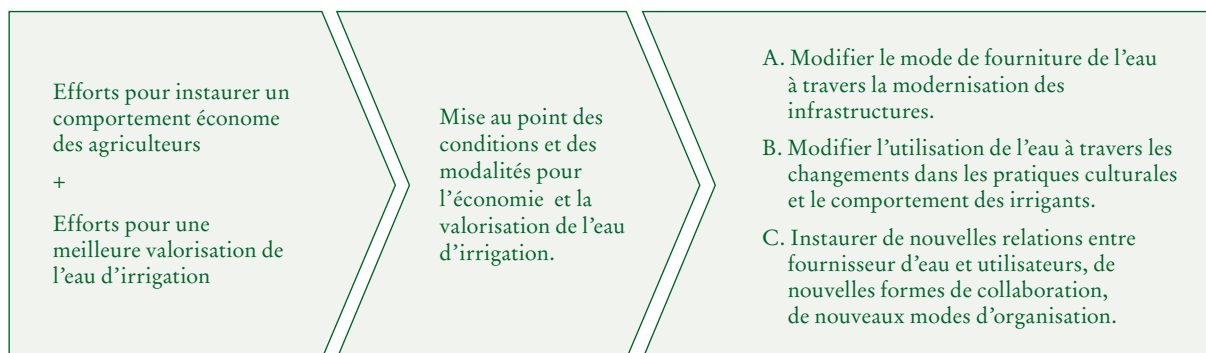 Efforts pour instaurer un
comportement économe
des agriculteurs
+
Efforts pour une
meilleure valorisation de
l’eau d’irrigation
Mise au point des
conditions et des
modalités pour
l’économie et la
valorisation de l’eau
d’irrigation.
A. Modifier le mode de fourniture de l’eau
à travers la modernisation des
infrastructures.
B. Modifier l’utilisation de l’eau à travers les
changements dans les pratiques culturales
et le comportement des irrigants.
C. Instaurer de nouvelles relations entre
fournisseur d’eau et utilisateurs, de
nouvelles formes de collaboration,
de nouveaux modes d’organisation.